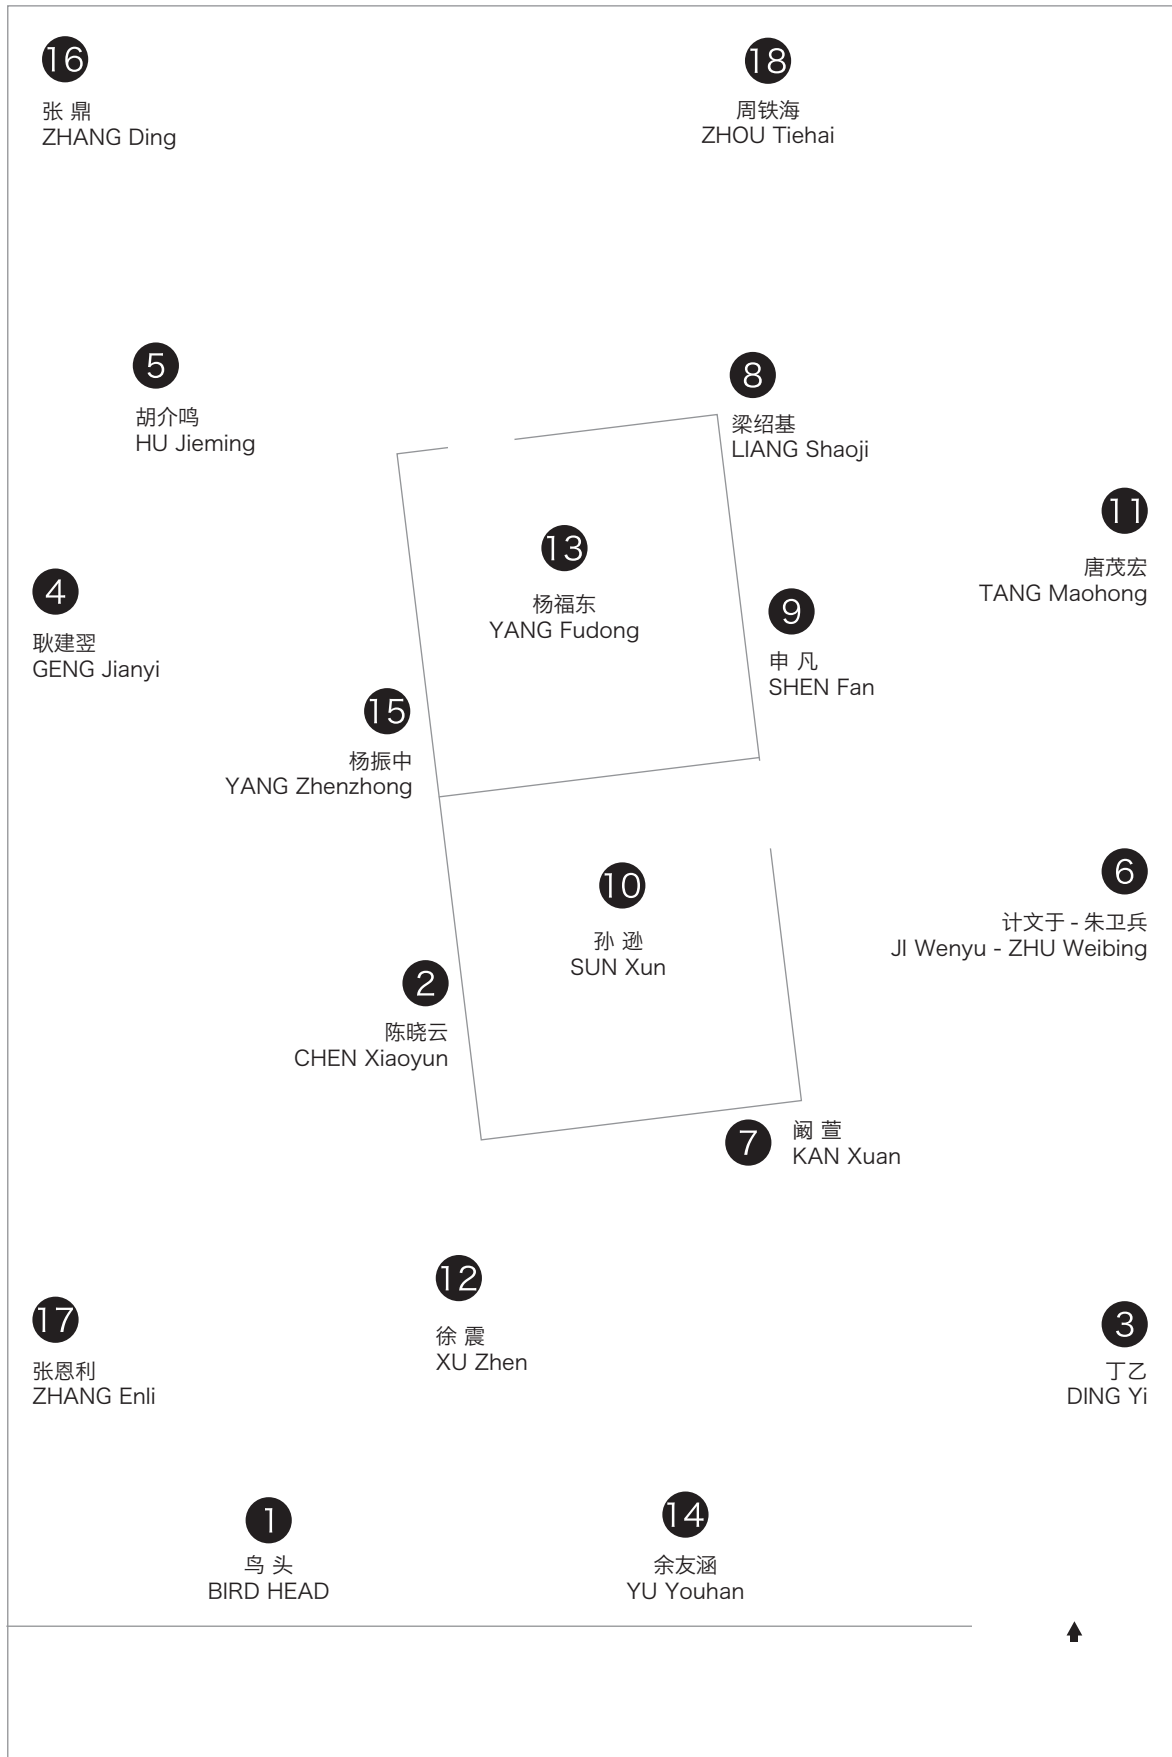 16
张 鼎
ZHANG Ding
18
周铁海
ZHOU Tiehai
5
胡介鸣
HU Jieming
8
梁绍基
LIANG Shaoji
11
唐茂宏
TANG Maohong
13
杨福东
YANG Fudong
4
耿建翌
GENG Jianyi
9
申 凡
SHEN Fan
15
杨振中
YANG Zhenzhong
6
计文于 - 朱卫兵
JI Wenyu - ZHU Weibing
10
孙 逊
SUN Xun
2
陈晓云
CHEN Xiaoyun
7
阚 萱
KAN Xuan
12
徐 震
XU Zhen
17
张恩利
ZHANG Enli
3
丁乙
DING Yi
1
鸟 头
BIRD HEAD
14
余友涵
YU Youhan